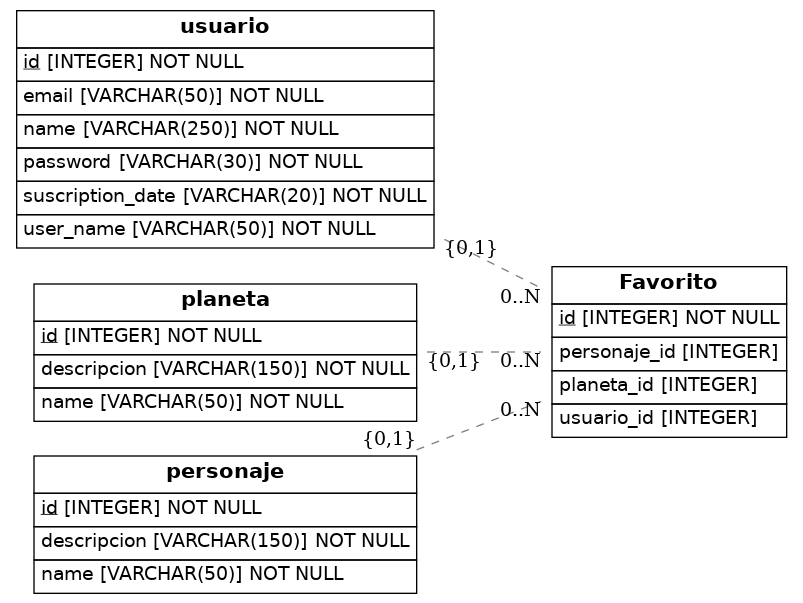 usuario
id [INTEGER] NOT NULL
email [VARCHAR(50)] NOT NULL
name [VARCHAR(250)] NOT NULL
password [VARCHAR(30)] NOT NULL
suscription_date [VARCHAR(20)] NOT NULL
user_name [VARCHAR(50)] NOT NULL
{0,1}
0..N
planeta
id [INTEGER] NOT NULL
descripcion [VARCHAR(150)] NOT NULL
name [VARCHAR(50)] NOT NULL
{0,1}
0..N
personaje
id [INTEGER] NOT NULL
descripcion [VARCHAR(150)] NOT NULL
name [VARCHAR(50)] NOT NULL
{0,1}
0..N
Favorito
id [INTEGER] NOT NULL
personaje_id [INTEGER]
planeta_id [INTEGER]
usuario_id [INTEGER]